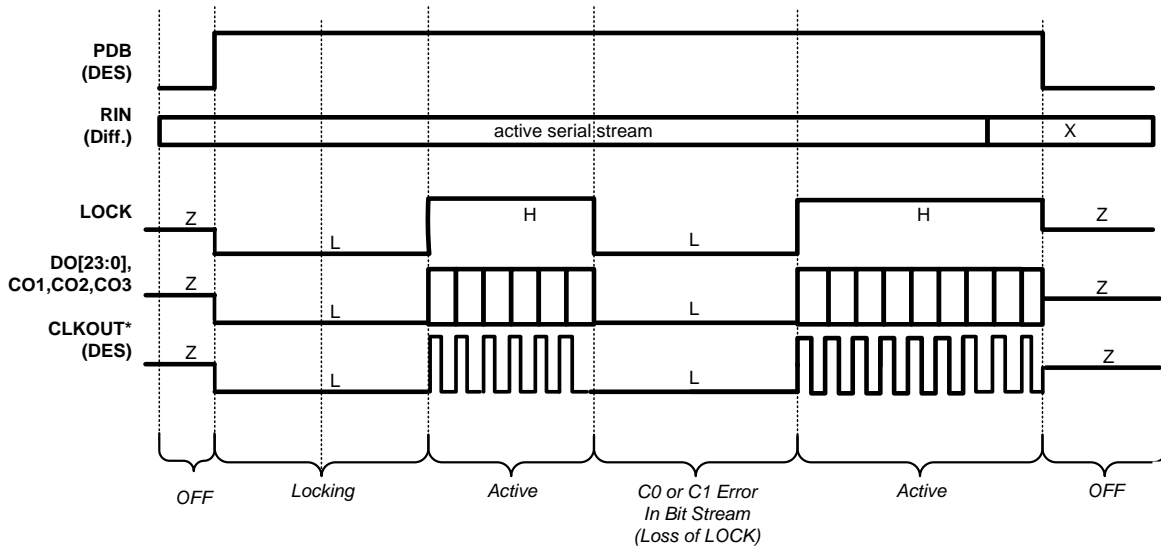 PDB
(DES)
RIN
(Diff.)
active serial stream
X
LOCK
Z
L
H
L
H
Z
DO[23:0],
CO1,CO2,CO3
Z
L
L
Z
CLKOUT*
(DES)
Z
L
L
Z
OFF
Locking
Active
C0 or C1 Error
In Bit Stream
(Loss of LOCK)
Active
OFF